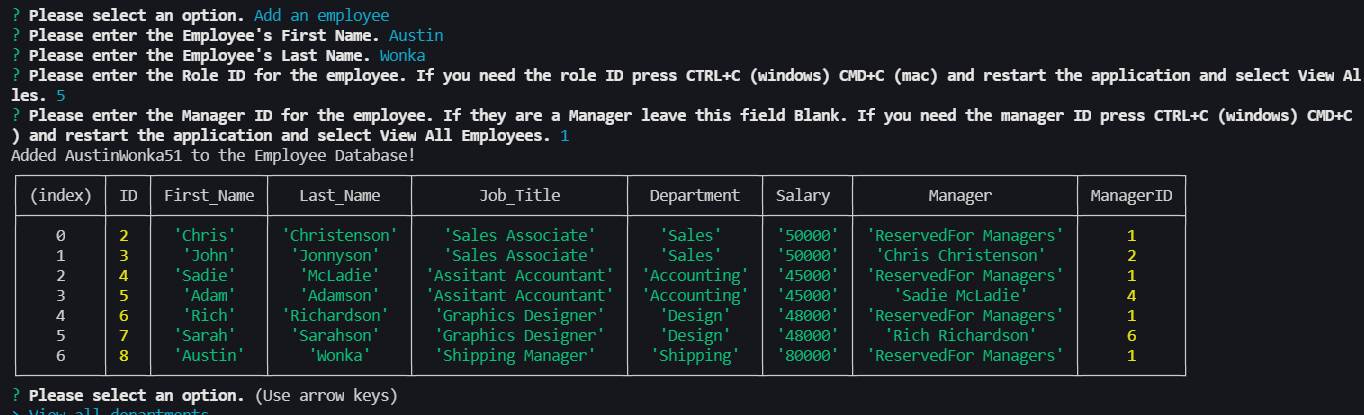 ? Please select an option. Add an employee
? Please enter the Employee's First Name. Austin
? Please enter the Employee's Last Name. Wonka
? Please enter the Role ID for the employee. If you need the role ID press CTRL+C (windows) CMD+C (mac) and restart the application and select View Al
les. 5
? Please enter the Manager ID for the employee. If they are a Manager leave this field Blank. If you need the manager ID press CTRL+C (windows) CMD+C
) and restart the application and select View All Employees. 1
Added AustinWonka51 to the Employee Database!
(index) ID First_Name Last_Name Job_Title Department Salary Manager ManagerID
0 2 'Chris' 'Christenson' 'Sales Associate' 'Sales' '50000' 'ReservedFor Managers' 1
1 3 'John' 'Jonnyson' 'Sales Associate' 'Sales' '50000' 'Chris Christenson' 2
2 4 'Sadie' 'McLadie' 'Assitant Accountant' 'Accounting' '45000' 'ReservedFor Managers' 1
3 5 'Adam' 'Adamson' 'Assitant Accountant' 'Accounting' '45000' 'Sadie McLadie' 4
4 6 'Rich' 'Richardson' 'Graphics Designer' 'Design' '48000' 'ReservedFor Managers' 1
5 7 'Sarah' 'Sarahson' 'Graphics Designer' 'Design' '48000' 'Rich Richardson' 6
6 8 'Austin' 'Wonka' 'Shipping Manager' 'Shipping' '80000' 'ReservedFor Managers' 1
? Please select an option. (Use arrow keys)
> View all departments